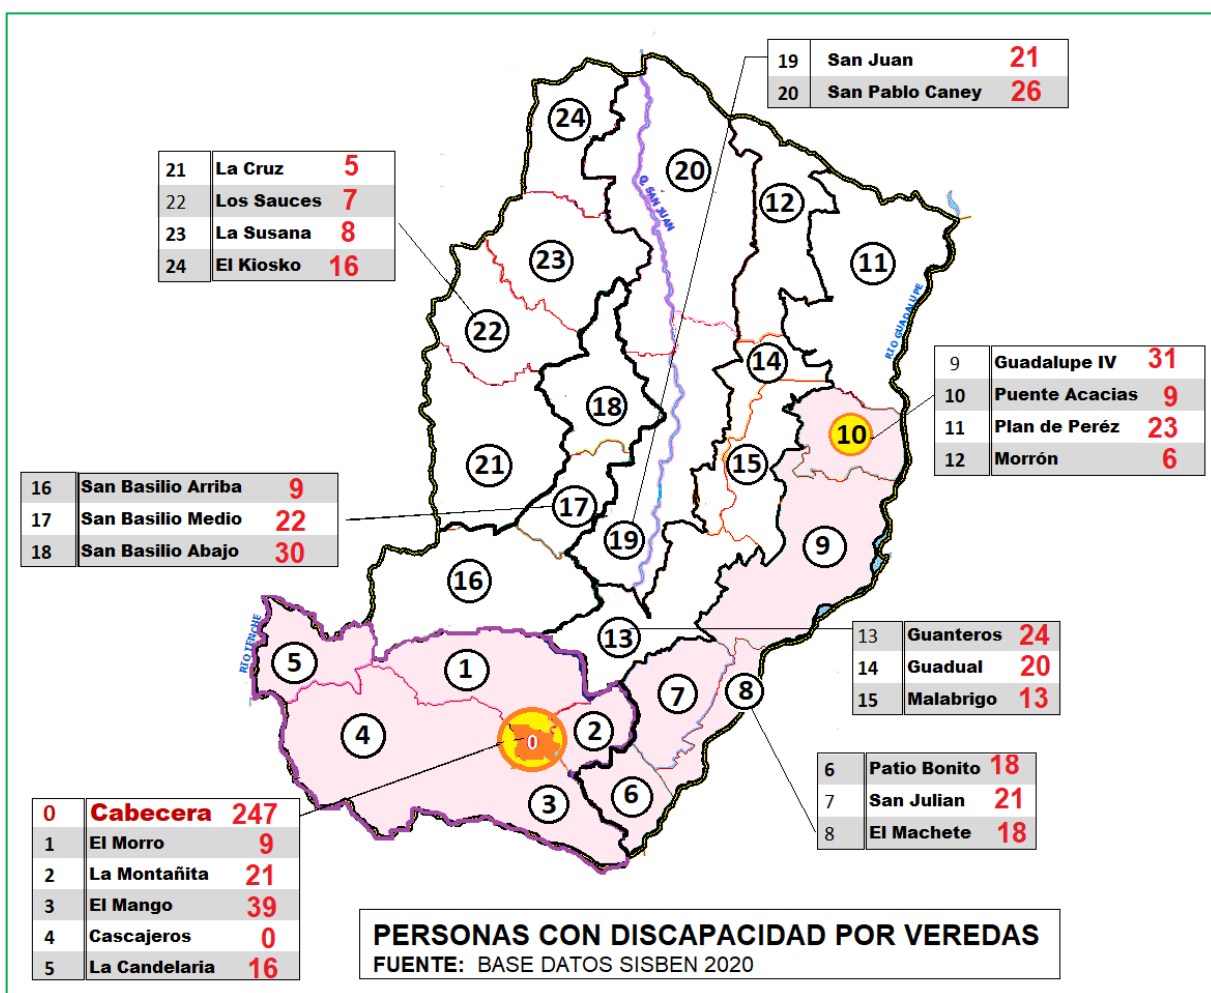 19 San Juan 21
20 San Pablo Caney 26
21 La Cruz 5
22 Los Sauces 7
23 La Susana 8
24 El Kiosko 16
24
20
Q. SAN JUAN
12
23
11
22
RIO GUADALUPE
14
9 Guadalupe IV 31
10 Puente Acacias 9
11 Plan de Peréz 23
12 Morrón 6
18
10
21
15
16 San Basilio Arriba 9
17 San Basilio Medio 22
18 San Basilio Abajo 30
17
19
9
16
RIO TENCHE
13
13 Guanteros 24
14 Guadual 20
15 Malabrigo 13
5
1
7
8
4
0
2
6 Patio Bonito 18
7 San Julian 21
8 El Machete 18
3
6
0 Cabecera 247
1 El Morro 9
2 La Montañita 21
3 El Mango 39
4 Cascajeros 0
5 La Candelaria 16
PERSONAS CON DISCAPACIDAD POR VEREDAS
FUENTE: BASE DATOS SISBEN 2020